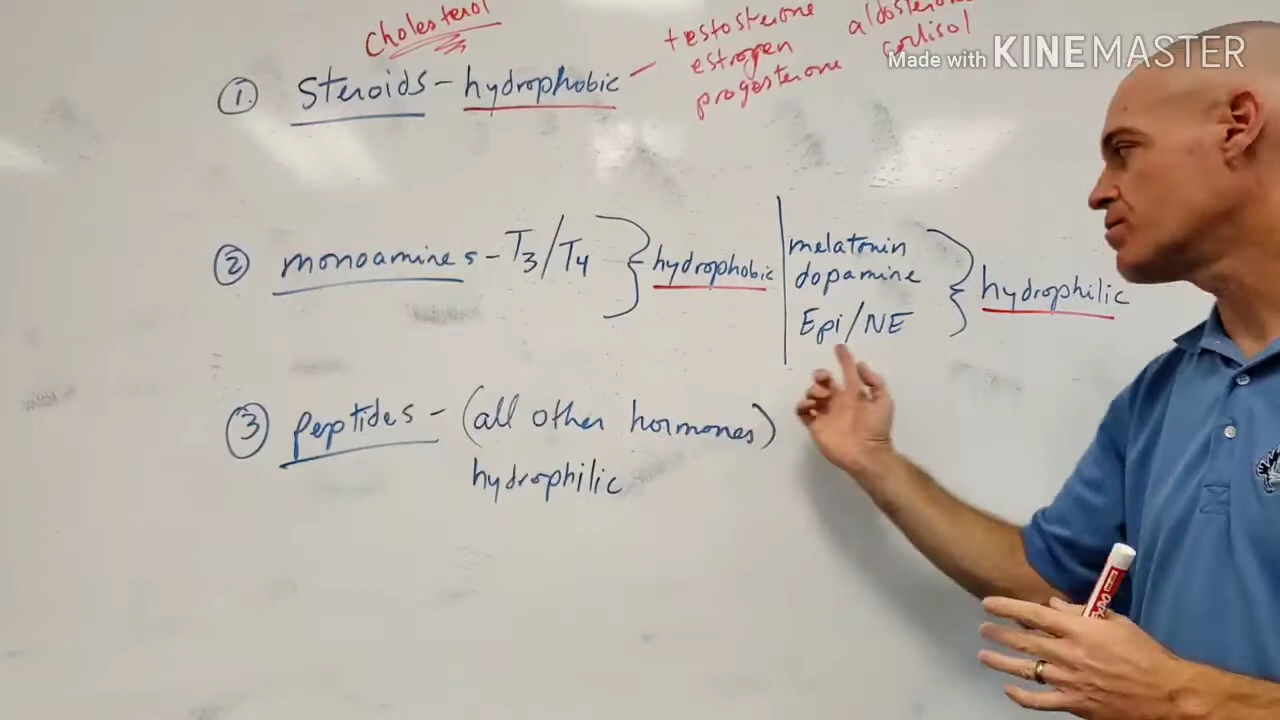 cholesterol
testosterone
estrogen
progesterone
cortisol
Made with KINEMASTER
① steroids - hydrophobic
② monoamines - T3/T4 } hydrophobic
melatonin
dopamine
Epi/NE
} hydrophilic
③ peptides - (all other hormones)
hydrophilic
EXPO